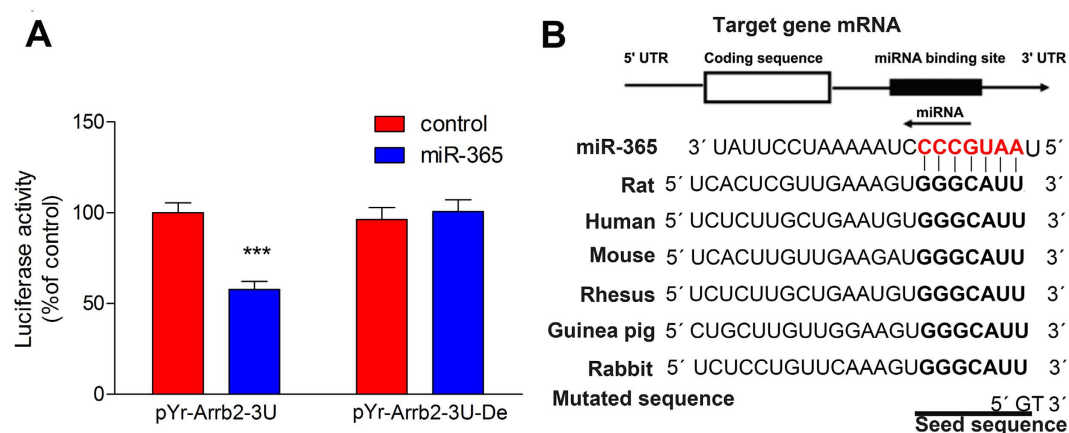 A
Luciferase activity
(%of control)
150
100
50
0
control
miR-365
***
pYr-Arrb2-3U
pYr-Arrb2-3U-De
B
Target gene mRNA
5' UTR
Coding sequence
miRNA binding site
3' UTR
miRNA
miR-365 3´ UAUUCCUAAAAAUCCCCGUAAU 5´
Rat 5´ UCACUCGUUGAAAGUGGGCAUU 3´
Human 5´ UCUCUUGCUGAAUGUGGGCAUU 3´
Mouse 5´ UCACUUGUUGAAGAUGGGCAUU 3´
Rhesus 5´ UCUCUUGCUGAAUGUGGGCAUU 3´
Guinea pig 5´ CUGCUUGUUGGAAGUGGGCAUU 3´
Rabbit 5´ UCUCCUGUUCAAAGUGGGCAUU 3´
Mutated sequence 5´ GT 3´
Seed sequence